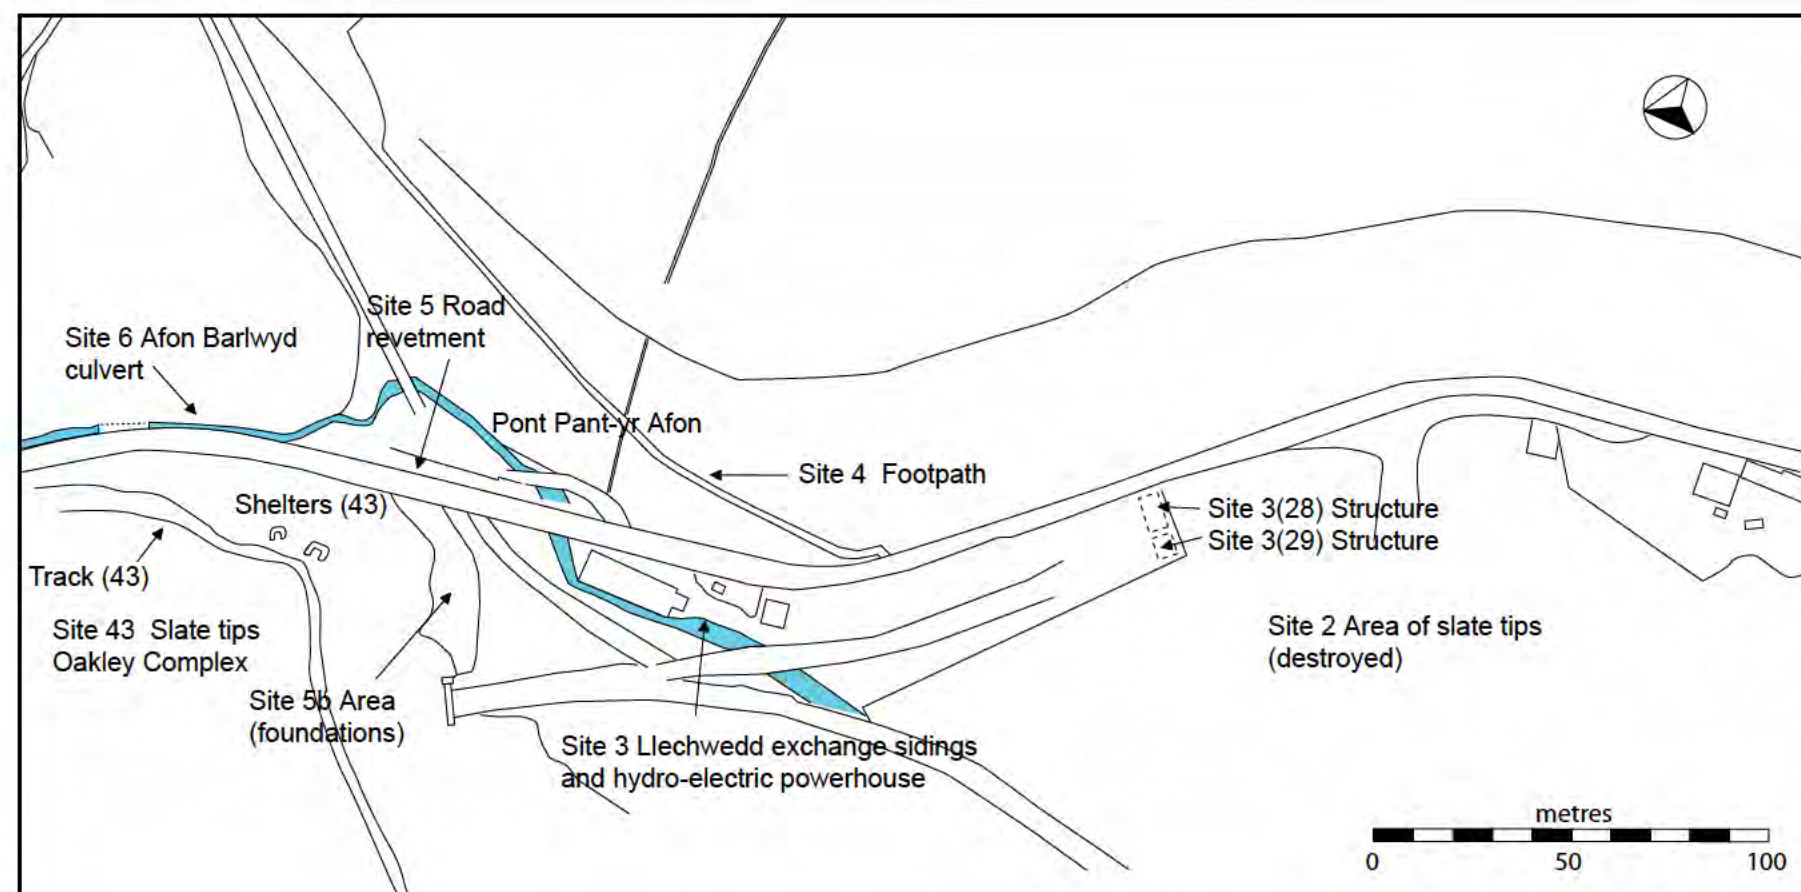 Site 5 Road
revetment
Site 6 Afon Barlwyd
culvert
Pont Pant-yr Afon
Site 4 Footpath
Shelters (43)
Site 3(28) Structure
Site 3(29) Structure
Track (43)
Site 43 Slate tips
Oakley Complex
Site 2 Area of slate tips
(destroyed)
Site 5b Area
(foundations)
Site 3 Llechwedd exchange sidings
and hydro-electric powerhouse
metres
0 50 100